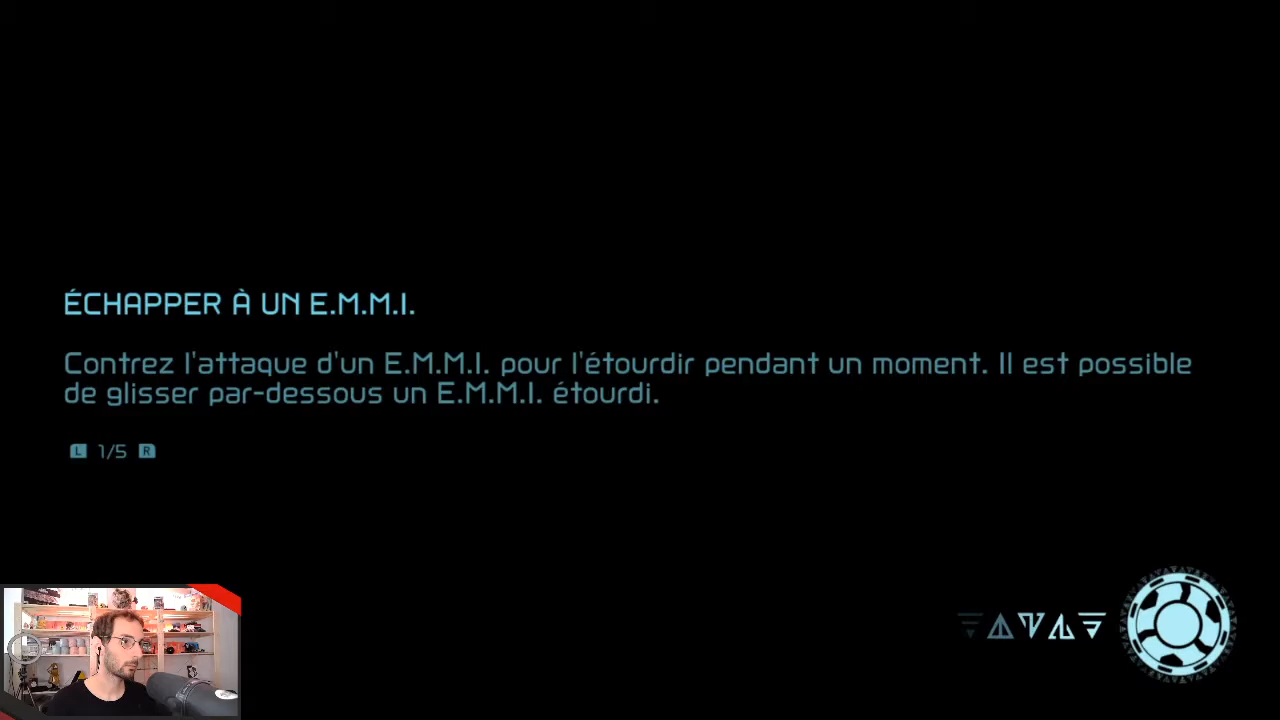 ÉCHAPPER À UN E.M.M.I.
Contrez l'attaque d'un E.M.M.I. pour l'étourdir pendant un moment. Il est possible
de glisser par-dessous un E.M.M.I. étourdi.
L 1/5 R